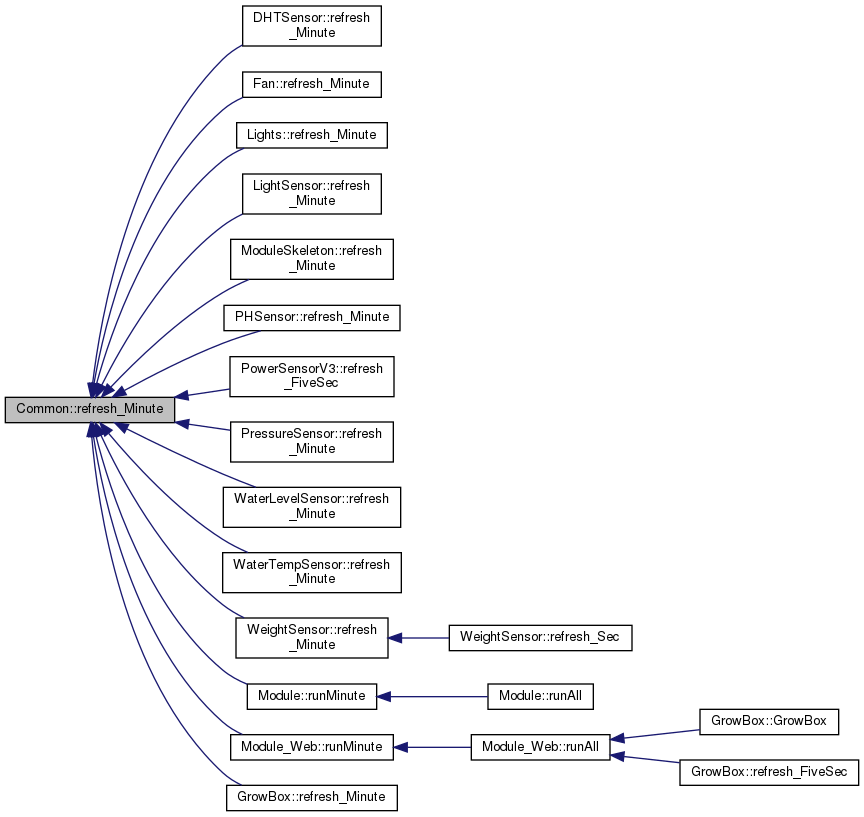 DHTSensor::refresh
_Minute
Fan::refresh_Minute
Lights::refresh_Minute
LightSensor::refresh
_Minute
ModuleSkeleton::refresh
_Minute
PHSensor::refresh_Minute
PowerSensorV3::refresh
_FiveSec
Common::refresh_Minute
PressureSensor::refresh
_Minute
WaterLevelSensor::refresh
_Minute
WaterTempSensor::refresh
_Minute
WeightSensor::refresh
_Minute
WeightSensor::refresh_Sec
Module::runMinute
Module::runAll
Module_Web::runMinute
Module_Web::runAll
GrowBox::GrowBox
GrowBox::refresh_FiveSec
GrowBox::refresh_Minute